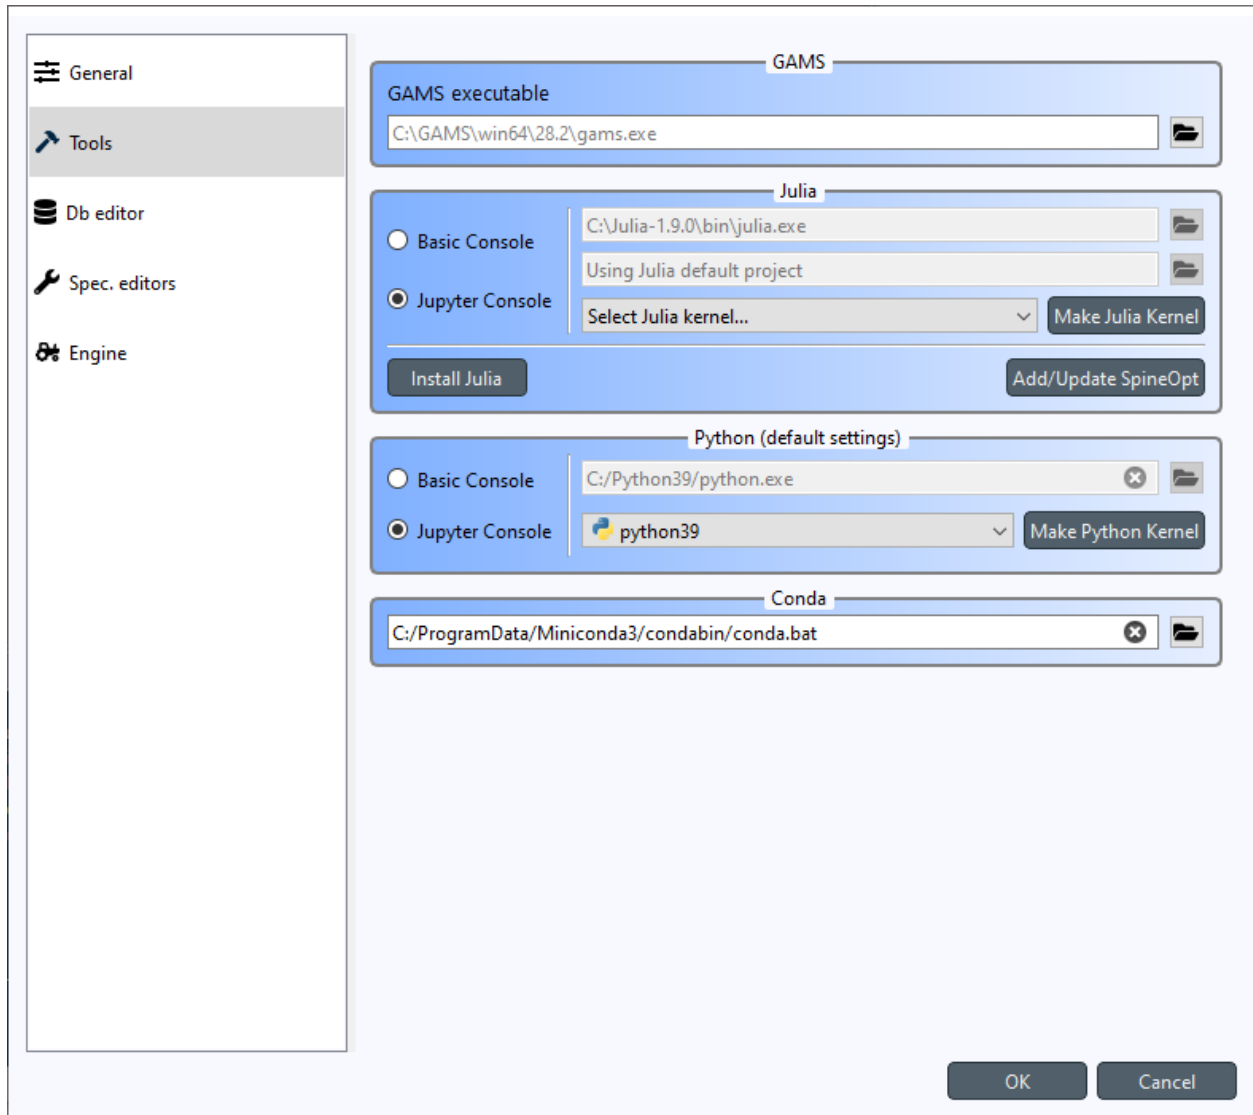 General
Tools
Db editor
Spec. editors
Engine
GAMS
GAMS executable
C:\GAMS\win64\28.2\gams.exe
Julia
Basic Console
C:\Julia-1.9.0\bin\julia.exe
Using Julia default project
Jupyter Console
Select Julia kernel...
Make Julia Kernel
Install Julia
Add/Update SpineOpt
Python (default settings)
Basic Console
C:/Python39/python.exe
Jupyter Console
python39
Make Python Kernel
Conda
C:/ProgramData/Miniconda3/condabin/conda.bat
OK
Cancel